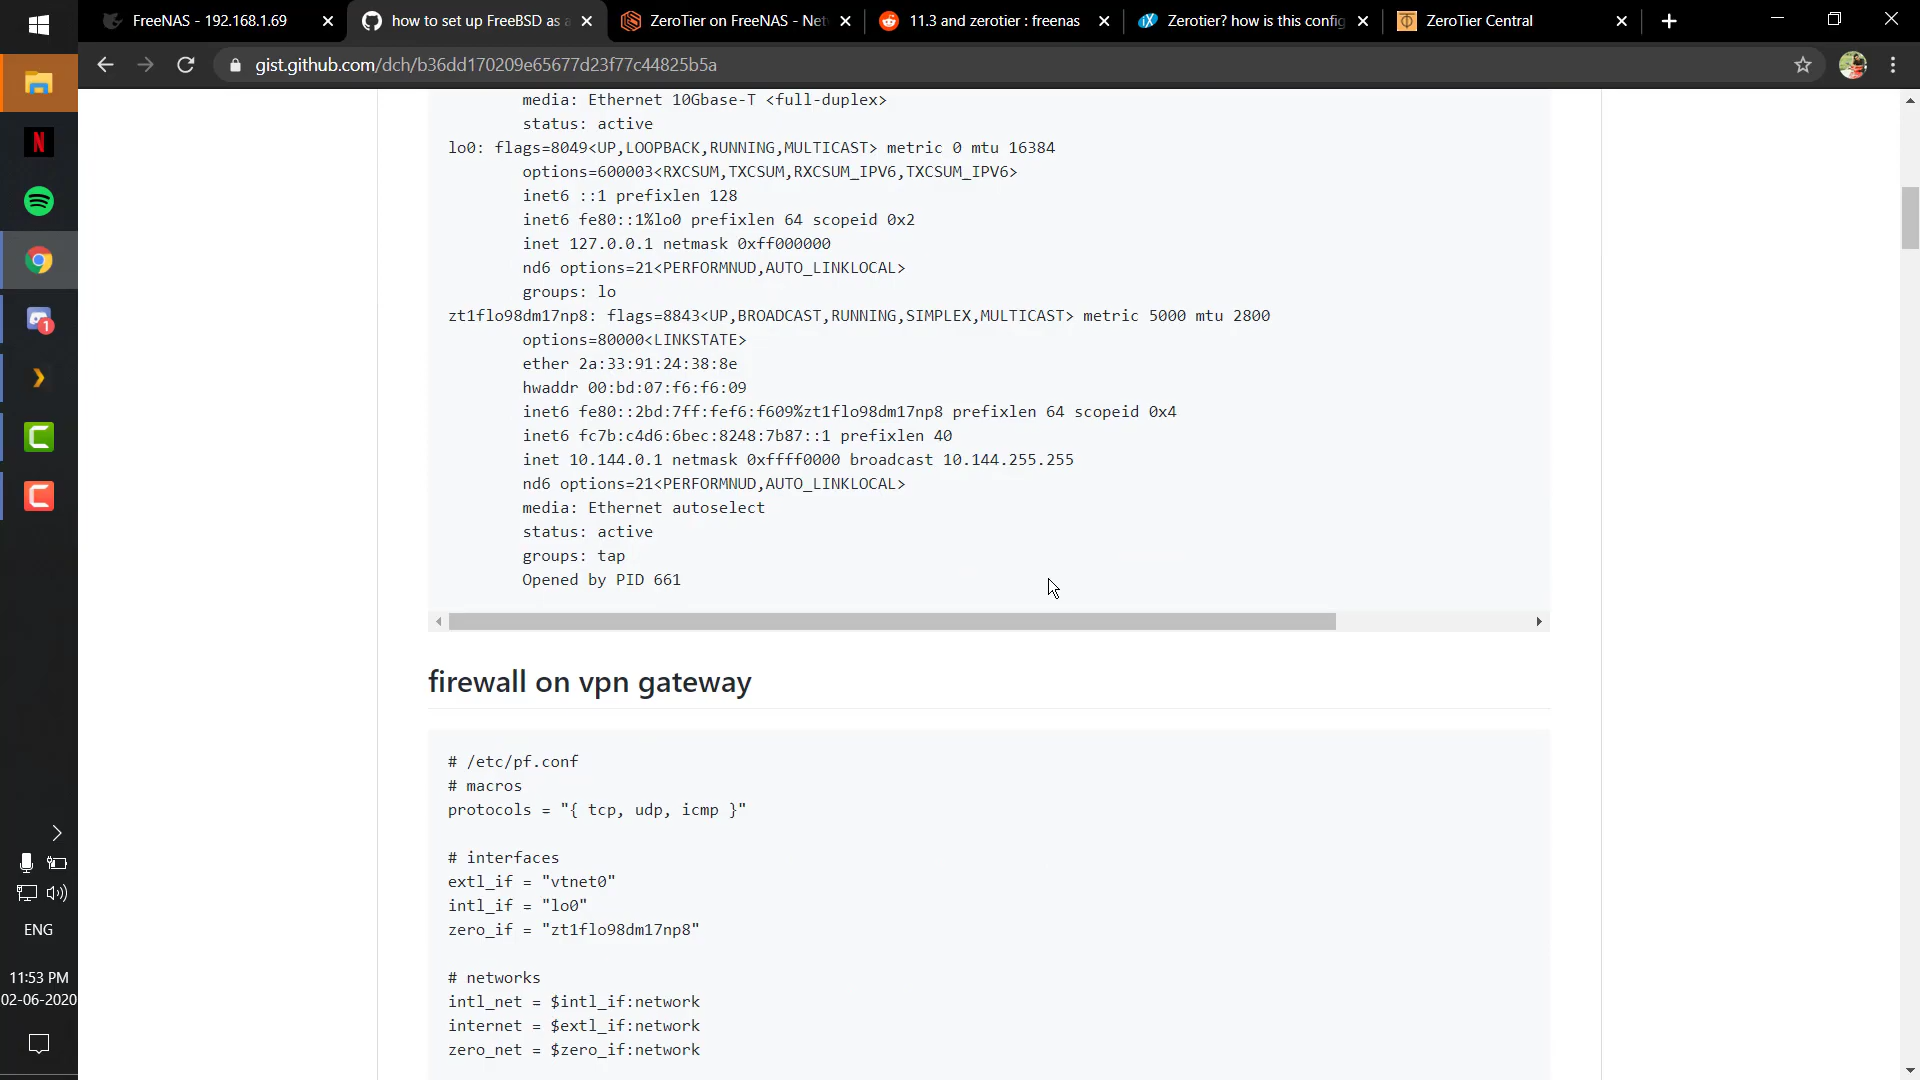 FreeNAS - 192.168.1.69
how to set up FreeBSD as a
ZeroTier on FreeNAS - Net
11.3 and zerotier : freenas
Zerotier? how is this config
ZeroTier Central
gist.github.com/dch/b36dd170209e65677d23f77c44825b5a
media: Ethernet 10Gbase-T <full-duplex>
status: active
lo0: flags=8049<UP,LOOPBACK,RUNNING,MULTICAST> metric 0 mtu 16384
options=600003<RXCSUM,TXCSUM,RXCSUM_IPV6,TXCSUM_IPV6>
inet6 ::1 prefixlen 128
inet6 fe80::1%lo0 prefixlen 64 scopeid 0x2
inet 127.0.0.1 netmask 0xff000000
nd6 options=21<PERFORMNUD,AUTO_LINKLOCAL>
groups: lo
zt1flo98dm17np8: flags=8843<UP,BROADCAST,RUNNING,SIMPLEX,MULTICAST> metric 5000 mtu 2800
options=80000<LINKSTATE>
ether 2a:33:91:24:38:8e
hwaddr 00:bd:07:f6:f6:09
inet6 fe80::2bd:7ff:fef6:f609%zt1flo98dm17np8 prefixlen 64 scopeid 0x4
inet6 fc7b:c4d6:6bec:8248:7b87::1 prefixlen 40
inet 10.144.0.1 netmask 0xffff0000 broadcast 10.144.255.255
nd6 options=21<PERFORMNUD,AUTO_LINKLOCAL>
media: Ethernet autoselect
status: active
groups: tap
Opened by PID 661
firewall on vpn gateway
# /etc/pf.conf
# macros
protocols = "{ tcp, udp, icmp }"
# interfaces
extl_if = "vtnet0"
intl_if = "lo0"
zero_if = "zt1flo98dm17np8"
# networks
intl_net = $intl_if:network
internet = $extl_if:network
zero_net = $zero_if:network
N
1
ENG
11:53 PM
02-06-2020